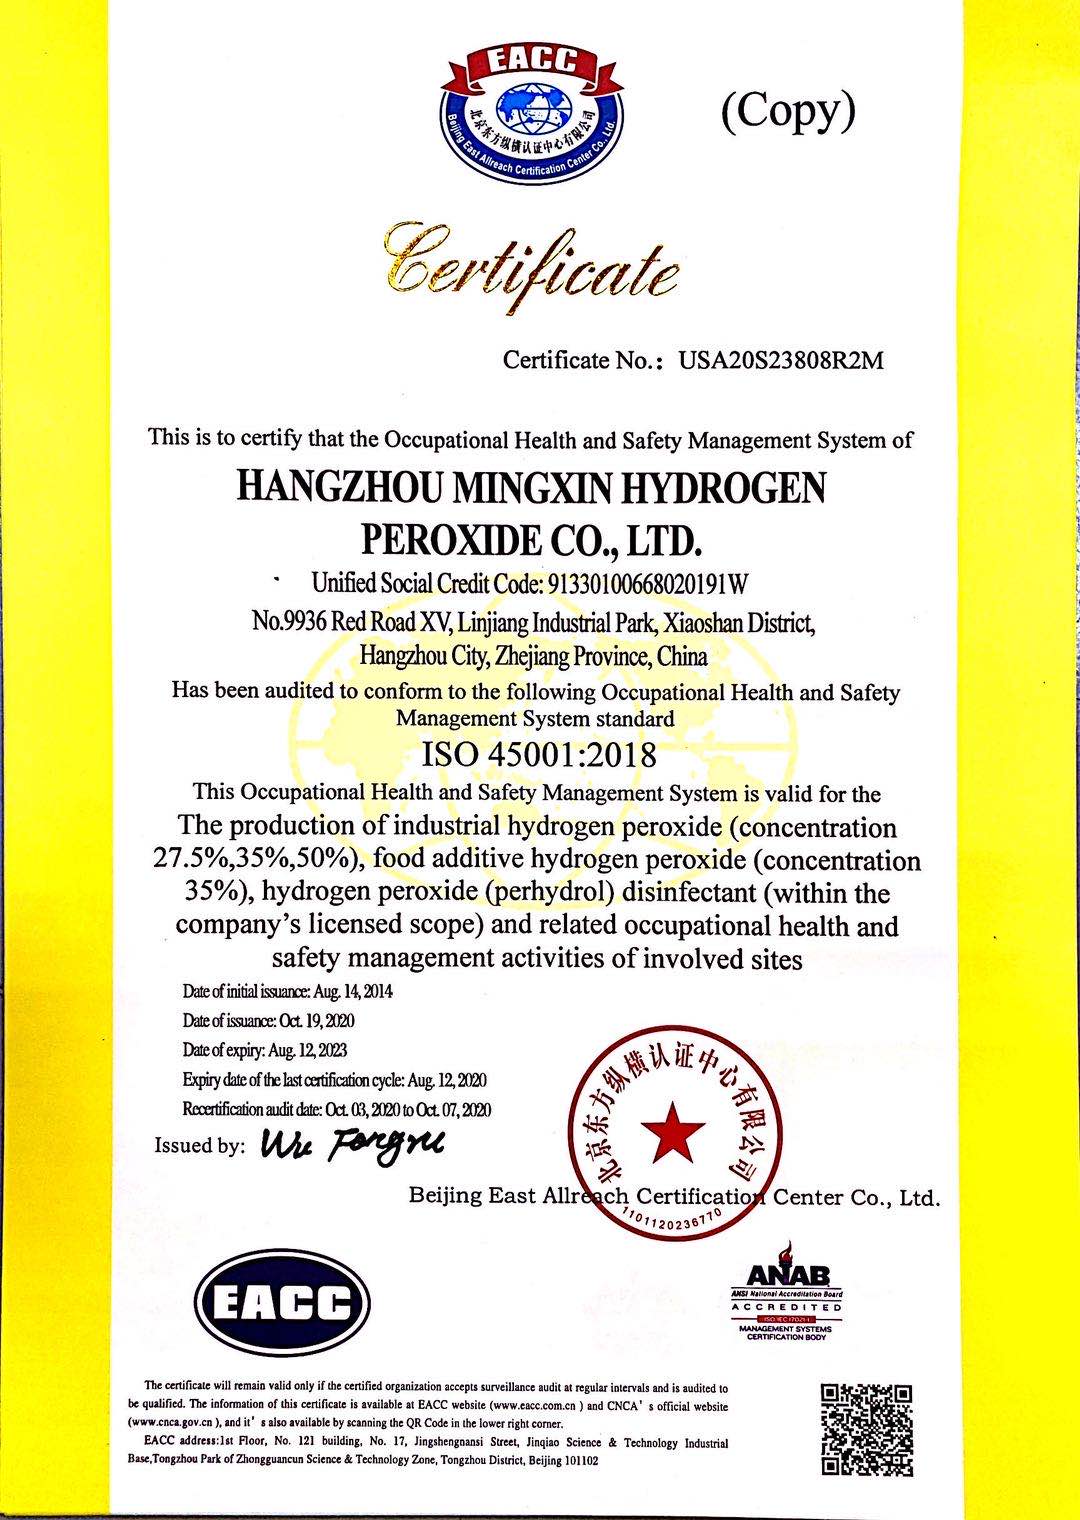 EACC
北京东方纵横认证中心有限公司
Beijing East Allreach Certification Center Co., Ltd.
(Copy)
Certificate
Certificate No.: USA20S23808R2M
This is to certify that the Occupational Health and Safety Management System of
HANGZHOU MINGXIN HYDROGEN
PEROXIDE CO., LTD.
Unified Social Credit Code: 91330100668020191W
No.9936 Red Road XV, Linjiang Industrial Park, Xiaoshan District,
Hangzhou City, Zhejiang Province, China
Has been audited to conform to the following Occupational Health and Safety
Management System standard
ISO 45001:2018
This Occupational Health and Safety Management System is valid for the
The production of industrial hydrogen peroxide (concentration
27.5%,35%,50%), food additive hydrogen peroxide (concentration
35%), hydrogen peroxide (perhydrol) disinfectant (within the
company’s licensed scope) and related occupational health and
safety management activities of involved sites
Date of initial issuance: Aug. 14, 2014
Date of issuance: Oct. 19, 2020
Date of expiry: Aug. 12, 2023
Expiry date of the last certification cycle: Aug. 12, 2020
Recertification audit date: Oct. 03, 2020 to Oct. 07, 2020
Issued by: Wu Fongru
北京东方纵横认证中心有限公司
Beijing East Allreach Certification Center Co., Ltd.
1101120236770
EACC
ANAB
ANSI National Accreditation Board
ACCREDITED
ISO/IEC 17021-1
MANAGEMENT SYSTEMS
CERTIFICATION BODY
The certificate will remain valid only if the certified organization accepts surveillance audit at regular intervals and is audited to
be qualified. The information of this certificate is available at EACC website (www.eacc.com.cn ) and CNCA’ s official website
(www.cnca.gov.cn ), and it’ s also available by scanning the QR Code in the lower right corner.
EACC address:1st Floor, No. 121 building, No. 17, Jingshengnansi Street, Jinqiao Science & Technology Industrial
Base,Tongzhou Park of Zhongguancun Science & Technology Zone, Tongzhou District, Beijing 101102